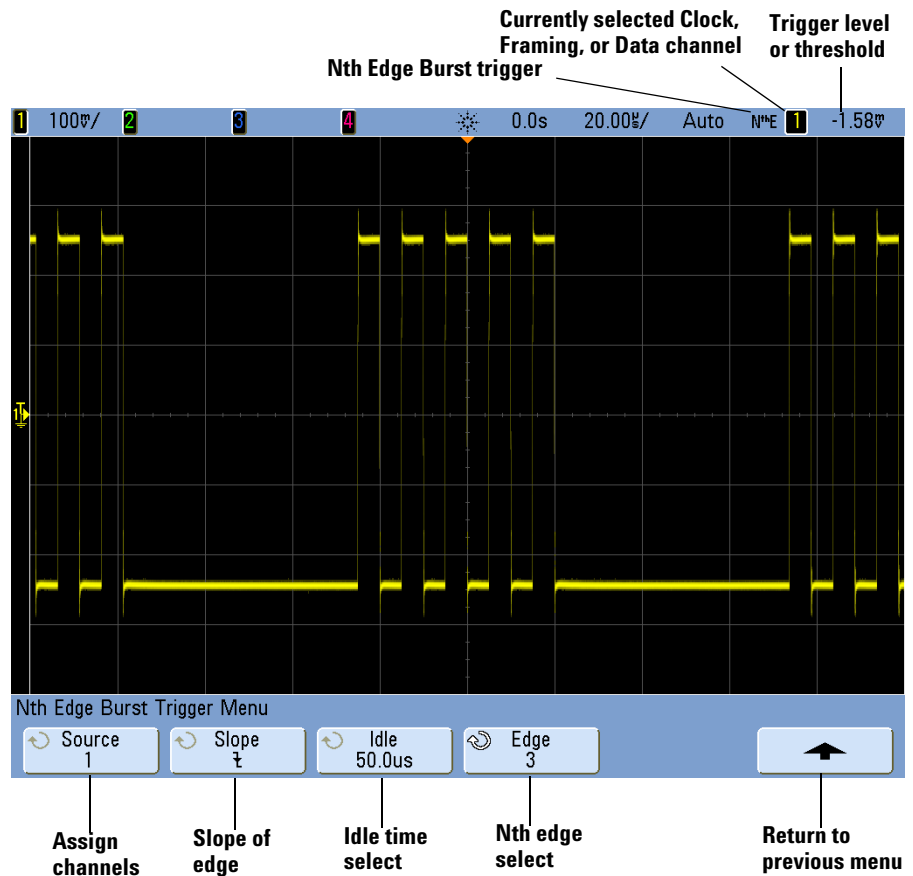 Currently selected Clock,
Framing, or Data channel
Trigger level
or threshold
Nth Edge Burst trigger
1 100mV/ 2 3 4 0.0s 20.00us/ Auto NthE 1 -1.58mV
1
Nth Edge Burst Trigger Menu
Source
1
Slope
Idle
50.0us
Edge
3
Assign
channels
Slope of
edge
Idle time
select
Nth edge
select
Return to
previous menu